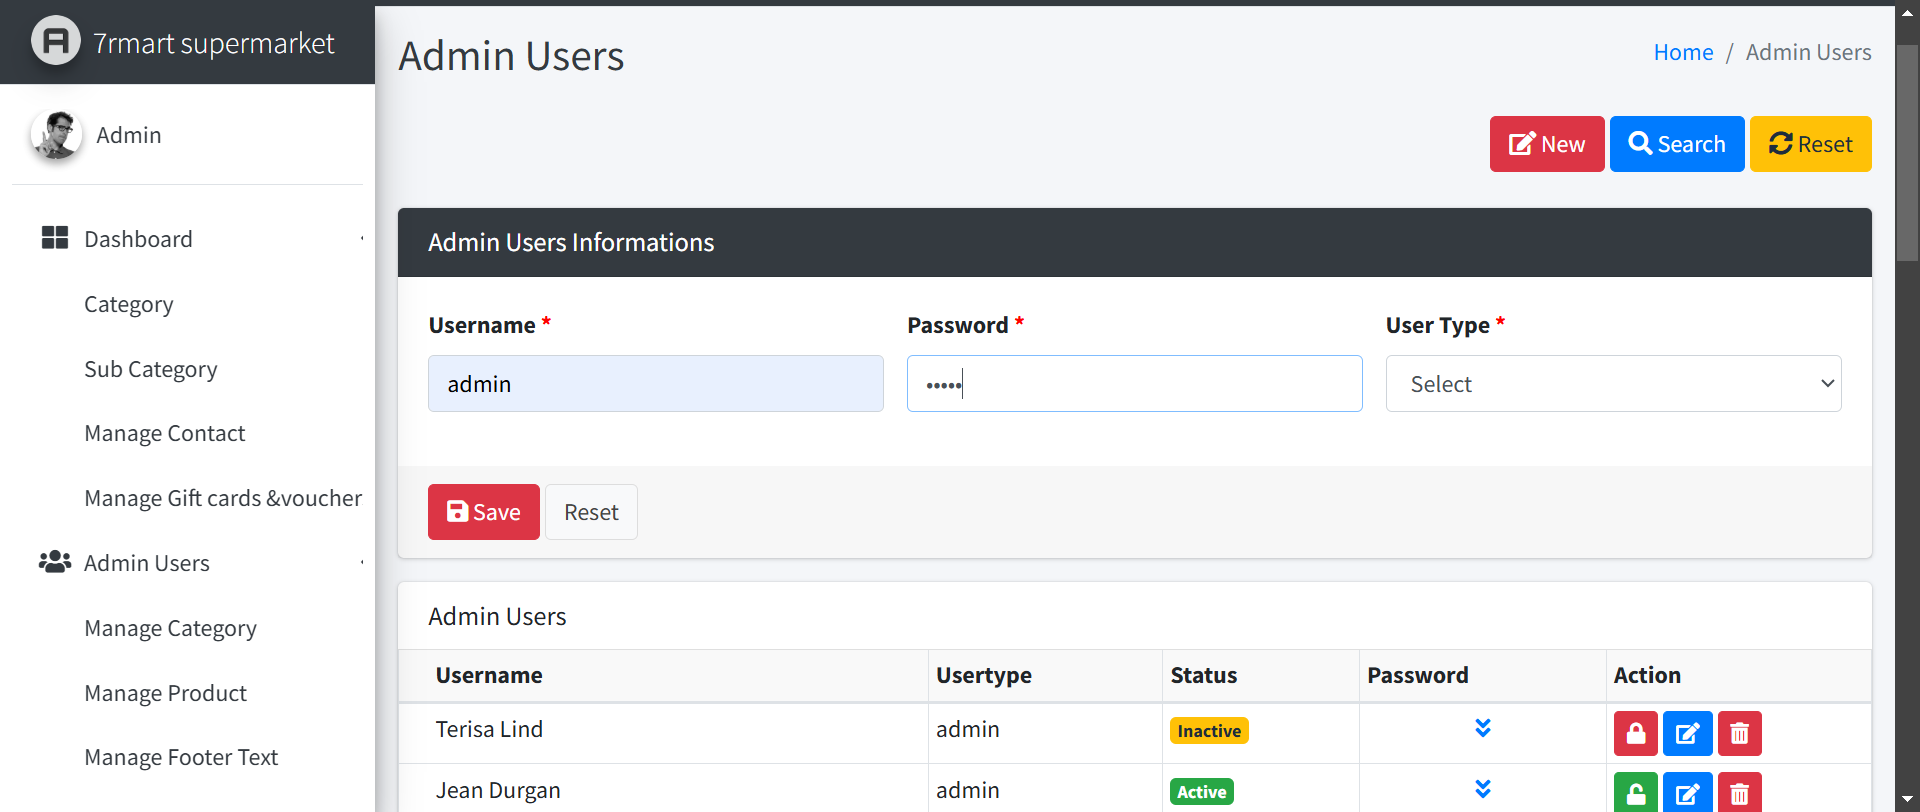 7rmart supermarket
Admin
Dashboard
Category
Sub Category
Manage Contact
Manage Gift cards &voucher
Admin Users
Manage Category
Manage Product
Manage Footer Text
Admin Users
Home / Admin Users
New Search Reset
Admin Users Informations
Username * Password * User Type *
admin ••••• Select
Save Reset
Admin Users
Username Usertype Status Password Action
Terisa Lind admin Inactive
Jean Durgan admin Active